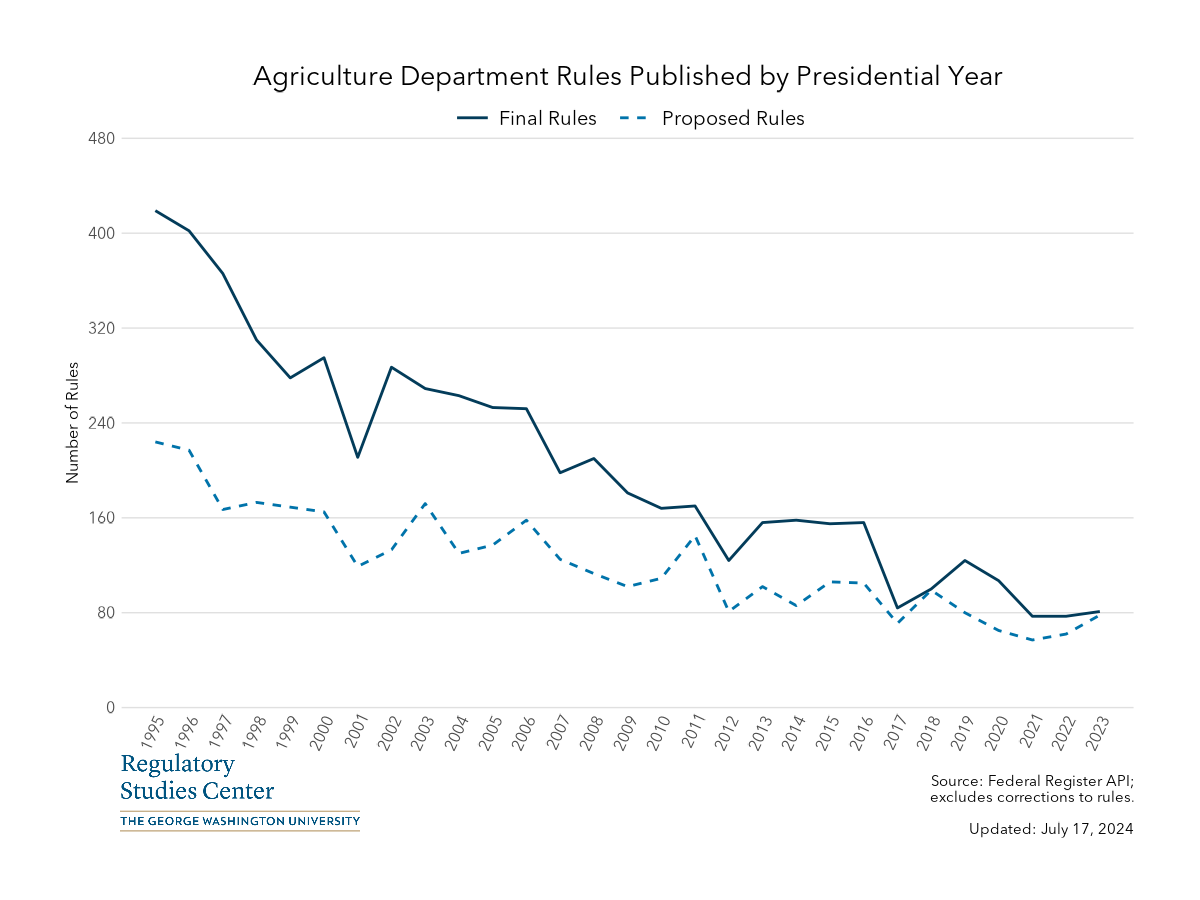 Agriculture Department Rules Published by Presidential Year
Final Rules Proposed Rules
480
400
320
240
160
80
0
Number of Rules
1995 1996 1997 1998 1999 2000 2001 2002 2003 2004 2005 2006 2007 2008 2009 2010 2011 2012 2013 2014 2015 2016 2017 2018 2019 2020 2021 2022 2023
Regulatory
Studies Center
THE GEORGE WASHINGTON UNIVERSITY
Source: Federal Register API;
excludes corrections to rules.
Updated: July 17, 2024